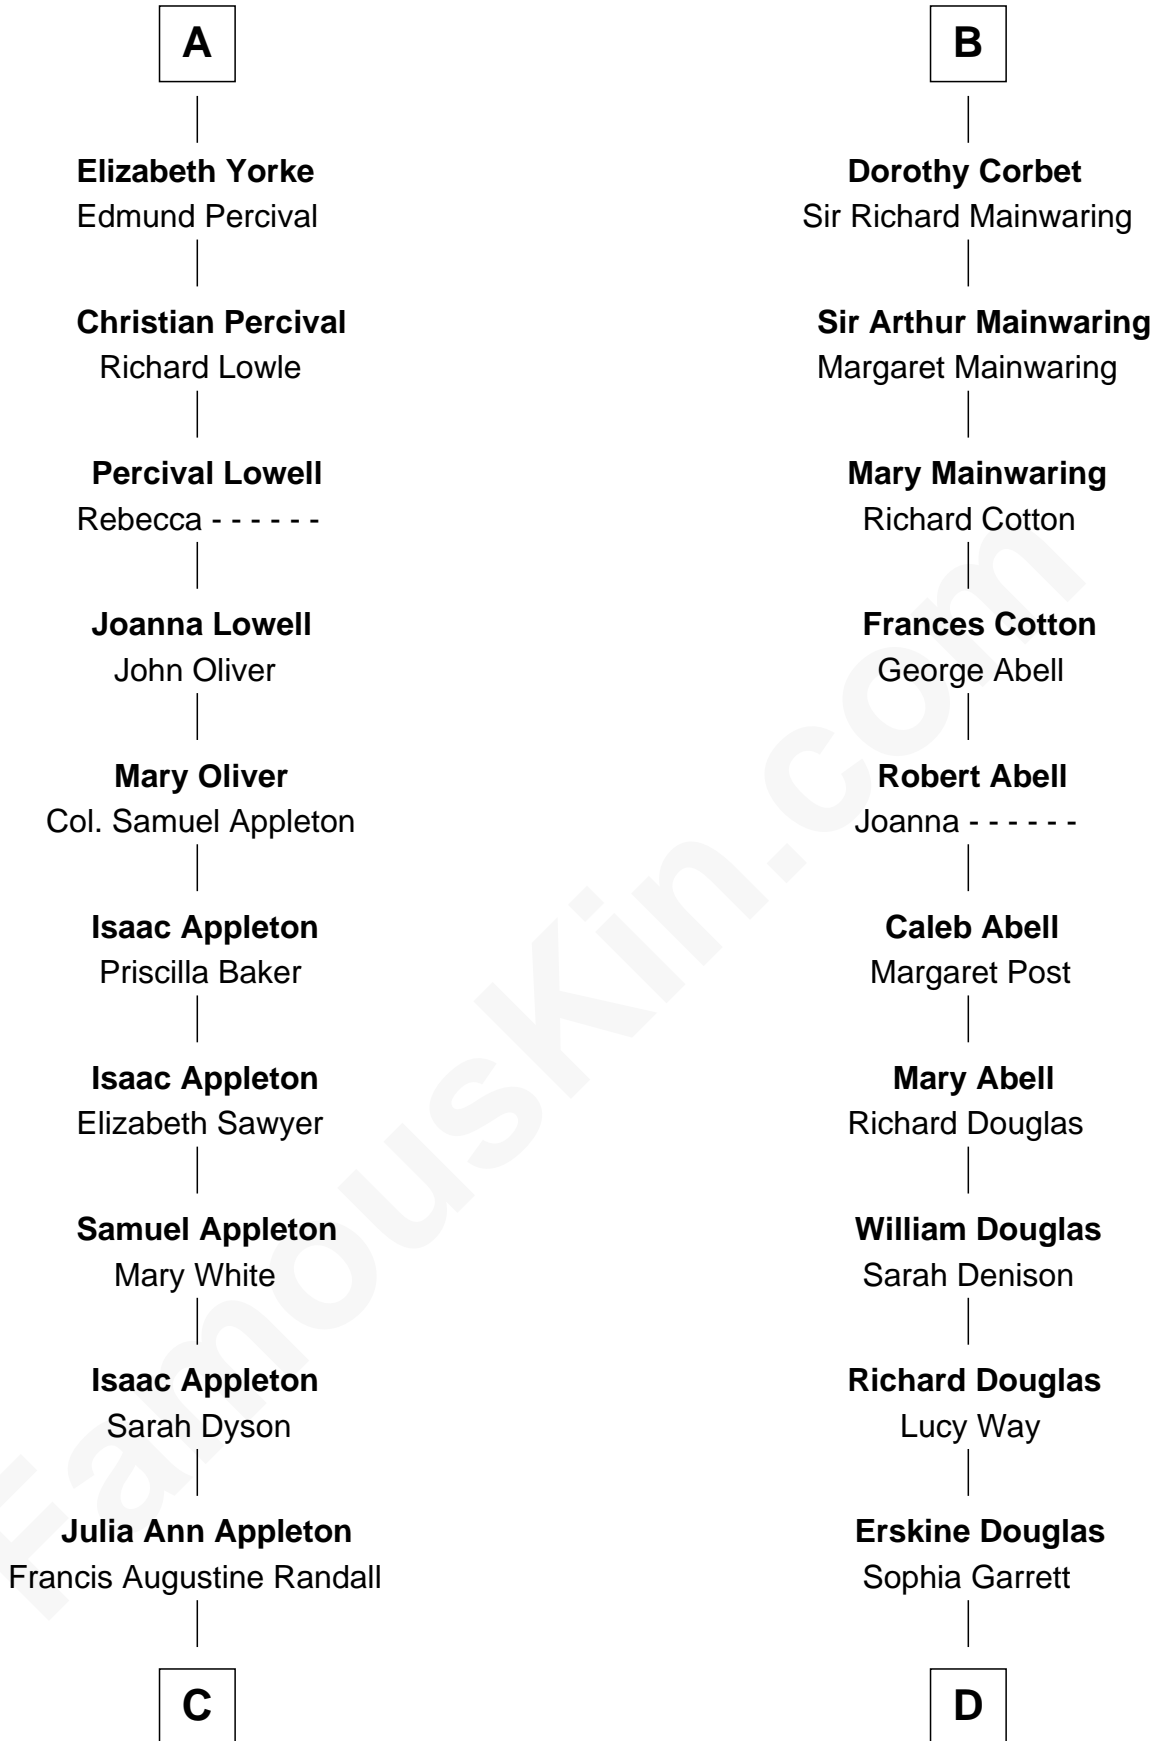 A
Elizabeth Yorke
Edmund Percival
Christian Percival
Richard Lowle
Percival Lowell
Rebecca - - - - - -
Joanna Lowell
John Oliver
Mary Oliver
Col. Samuel Appleton
Isaac Appleton
Priscilla Baker
Isaac Appleton
Elizabeth Sawyer
Samuel Appleton
Mary White
Isaac Appleton
Sarah Dyson
Julia Ann Appleton
Francis Augustine Randall
C
B
Dorothy Corbet
Sir Richard Mainwaring
Sir Arthur Mainwaring
Margaret Mainwaring
Mary Mainwaring
Richard Cotton
Frances Cotton
George Abell
Robert Abell
Joanna - - - - - -
Caleb Abell
Margaret Post
Mary Abell
Richard Douglas
William Douglas
Sarah Denison
Richard Douglas
Lucy Way
Erskine Douglas
Sophia Garrett
D
FamousKin.com